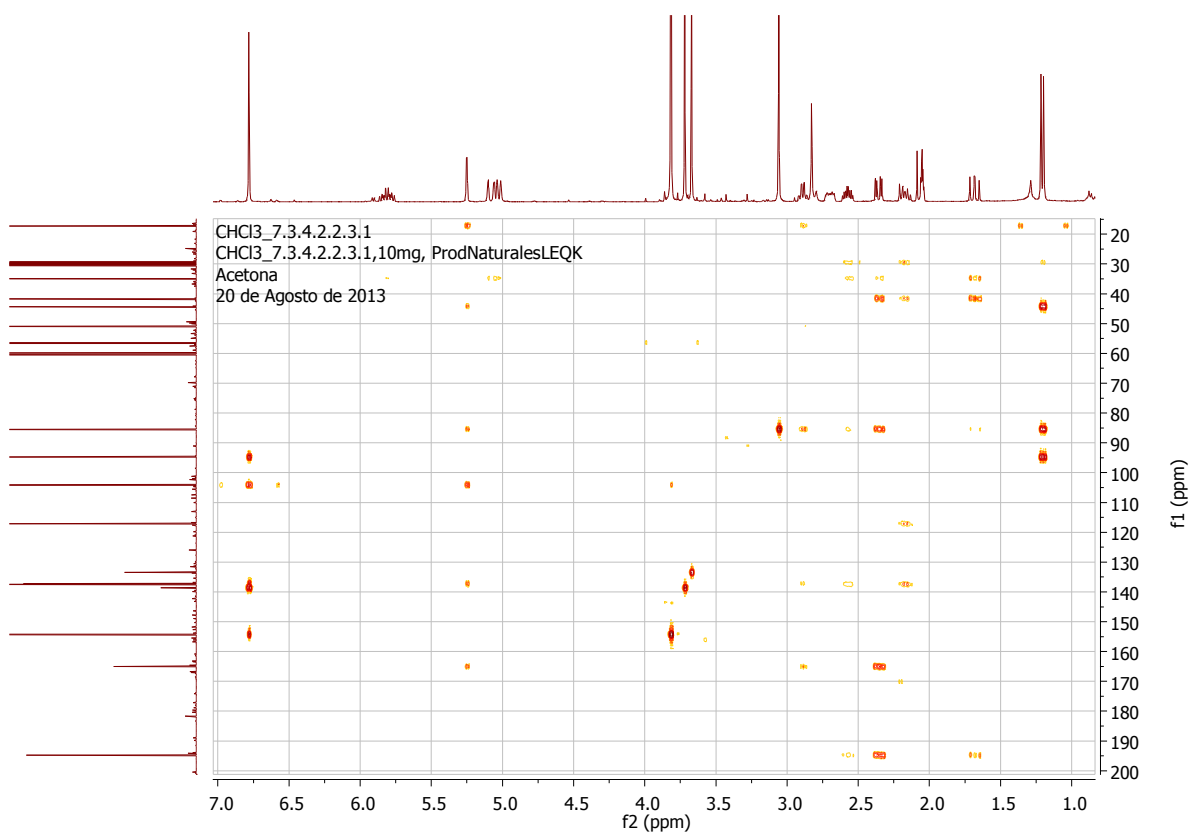 CHCl3_7.3.4.2.2.3.1
CHCl3_7.3.4.2.2.3.1,10mg, ProdNaturalesLEQK
Acetona
20 de Agosto de 2013
20
30
40
50
60
70
80
90
100
110
120
130
140
150
160
170
180
190
200
f1 (ppm)
7.0 6.5 6.0 5.5 5.0 4.5 4.0 3.5 3.0 2.5 2.0 1.5 1.0
f2 (ppm)